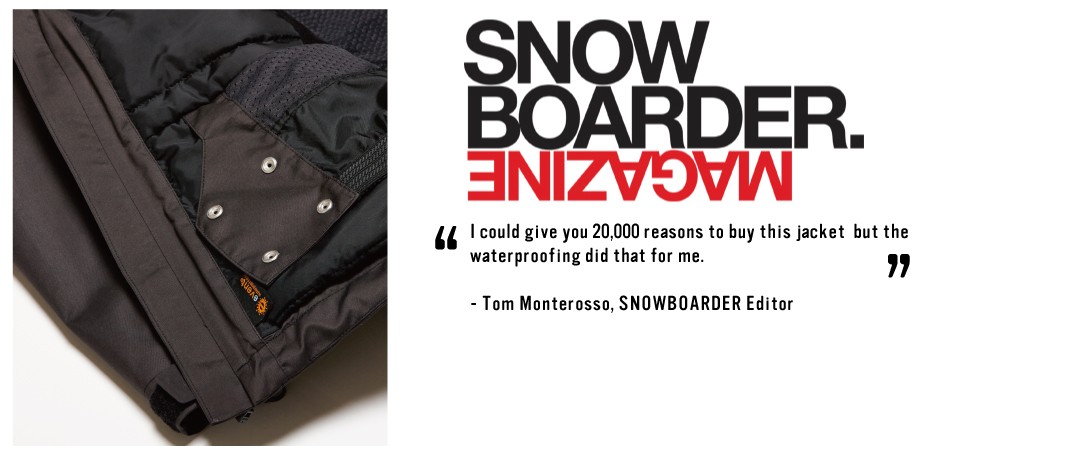 SNOW
BOARDER.
MAGAZINE
“ I could give you 20,000 reasons to buy this jacket but the
waterproofing did that for me. ”
- Tom Monterosso, SNOWBOARDER Editor
event